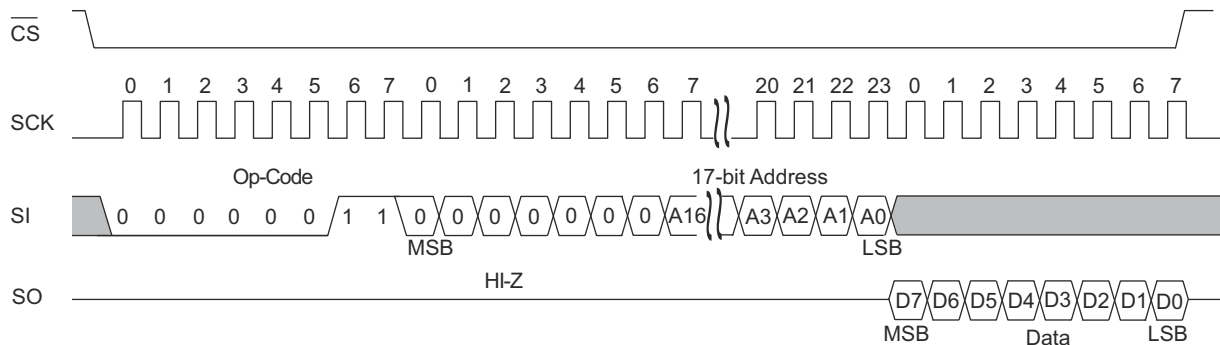 CS
0 1 2 3 4 5 6 7 0 1 2 3 4 5 6 7 20 21 22 23 0 1 2 3 4 5 6 7
SCK
Op-Code 17-bit Address
SI 0 0 0 0 0 0 1 1 0 0 0 0 0 0 0 A16 A3 A2 A1 A0
MSB LSB
HI-Z
SO D7 D6 D5 D4 D3 D2 D1 D0
MSB Data LSB